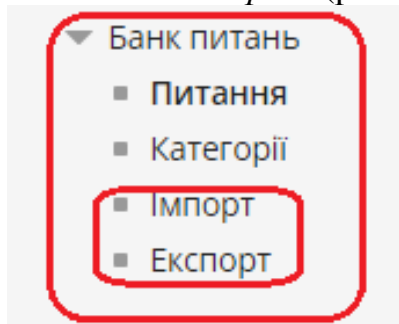 Банк питань
Питання
Категорії
Імпорт
Експорт